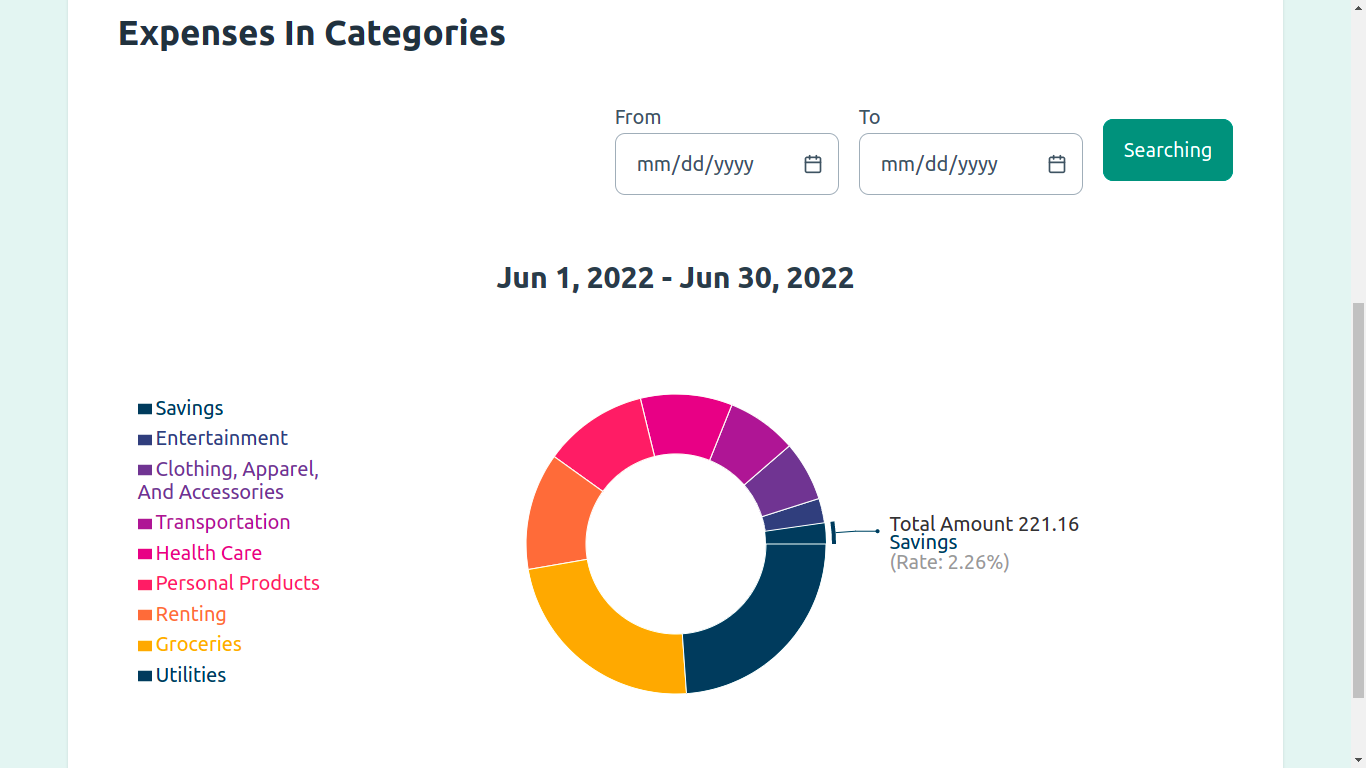 Expenses In Categories
From
To
mm/dd/yyyy
mm/dd/yyyy
Searching
Jun 1, 2022 - Jun 30, 2022
Savings
Entertainment
Clothing, Apparel,
And Accessories
Transportation
Health Care
Personal Products
Renting
Groceries
Utilities
Total Amount 221.16
Savings
(Rate: 2.26%)